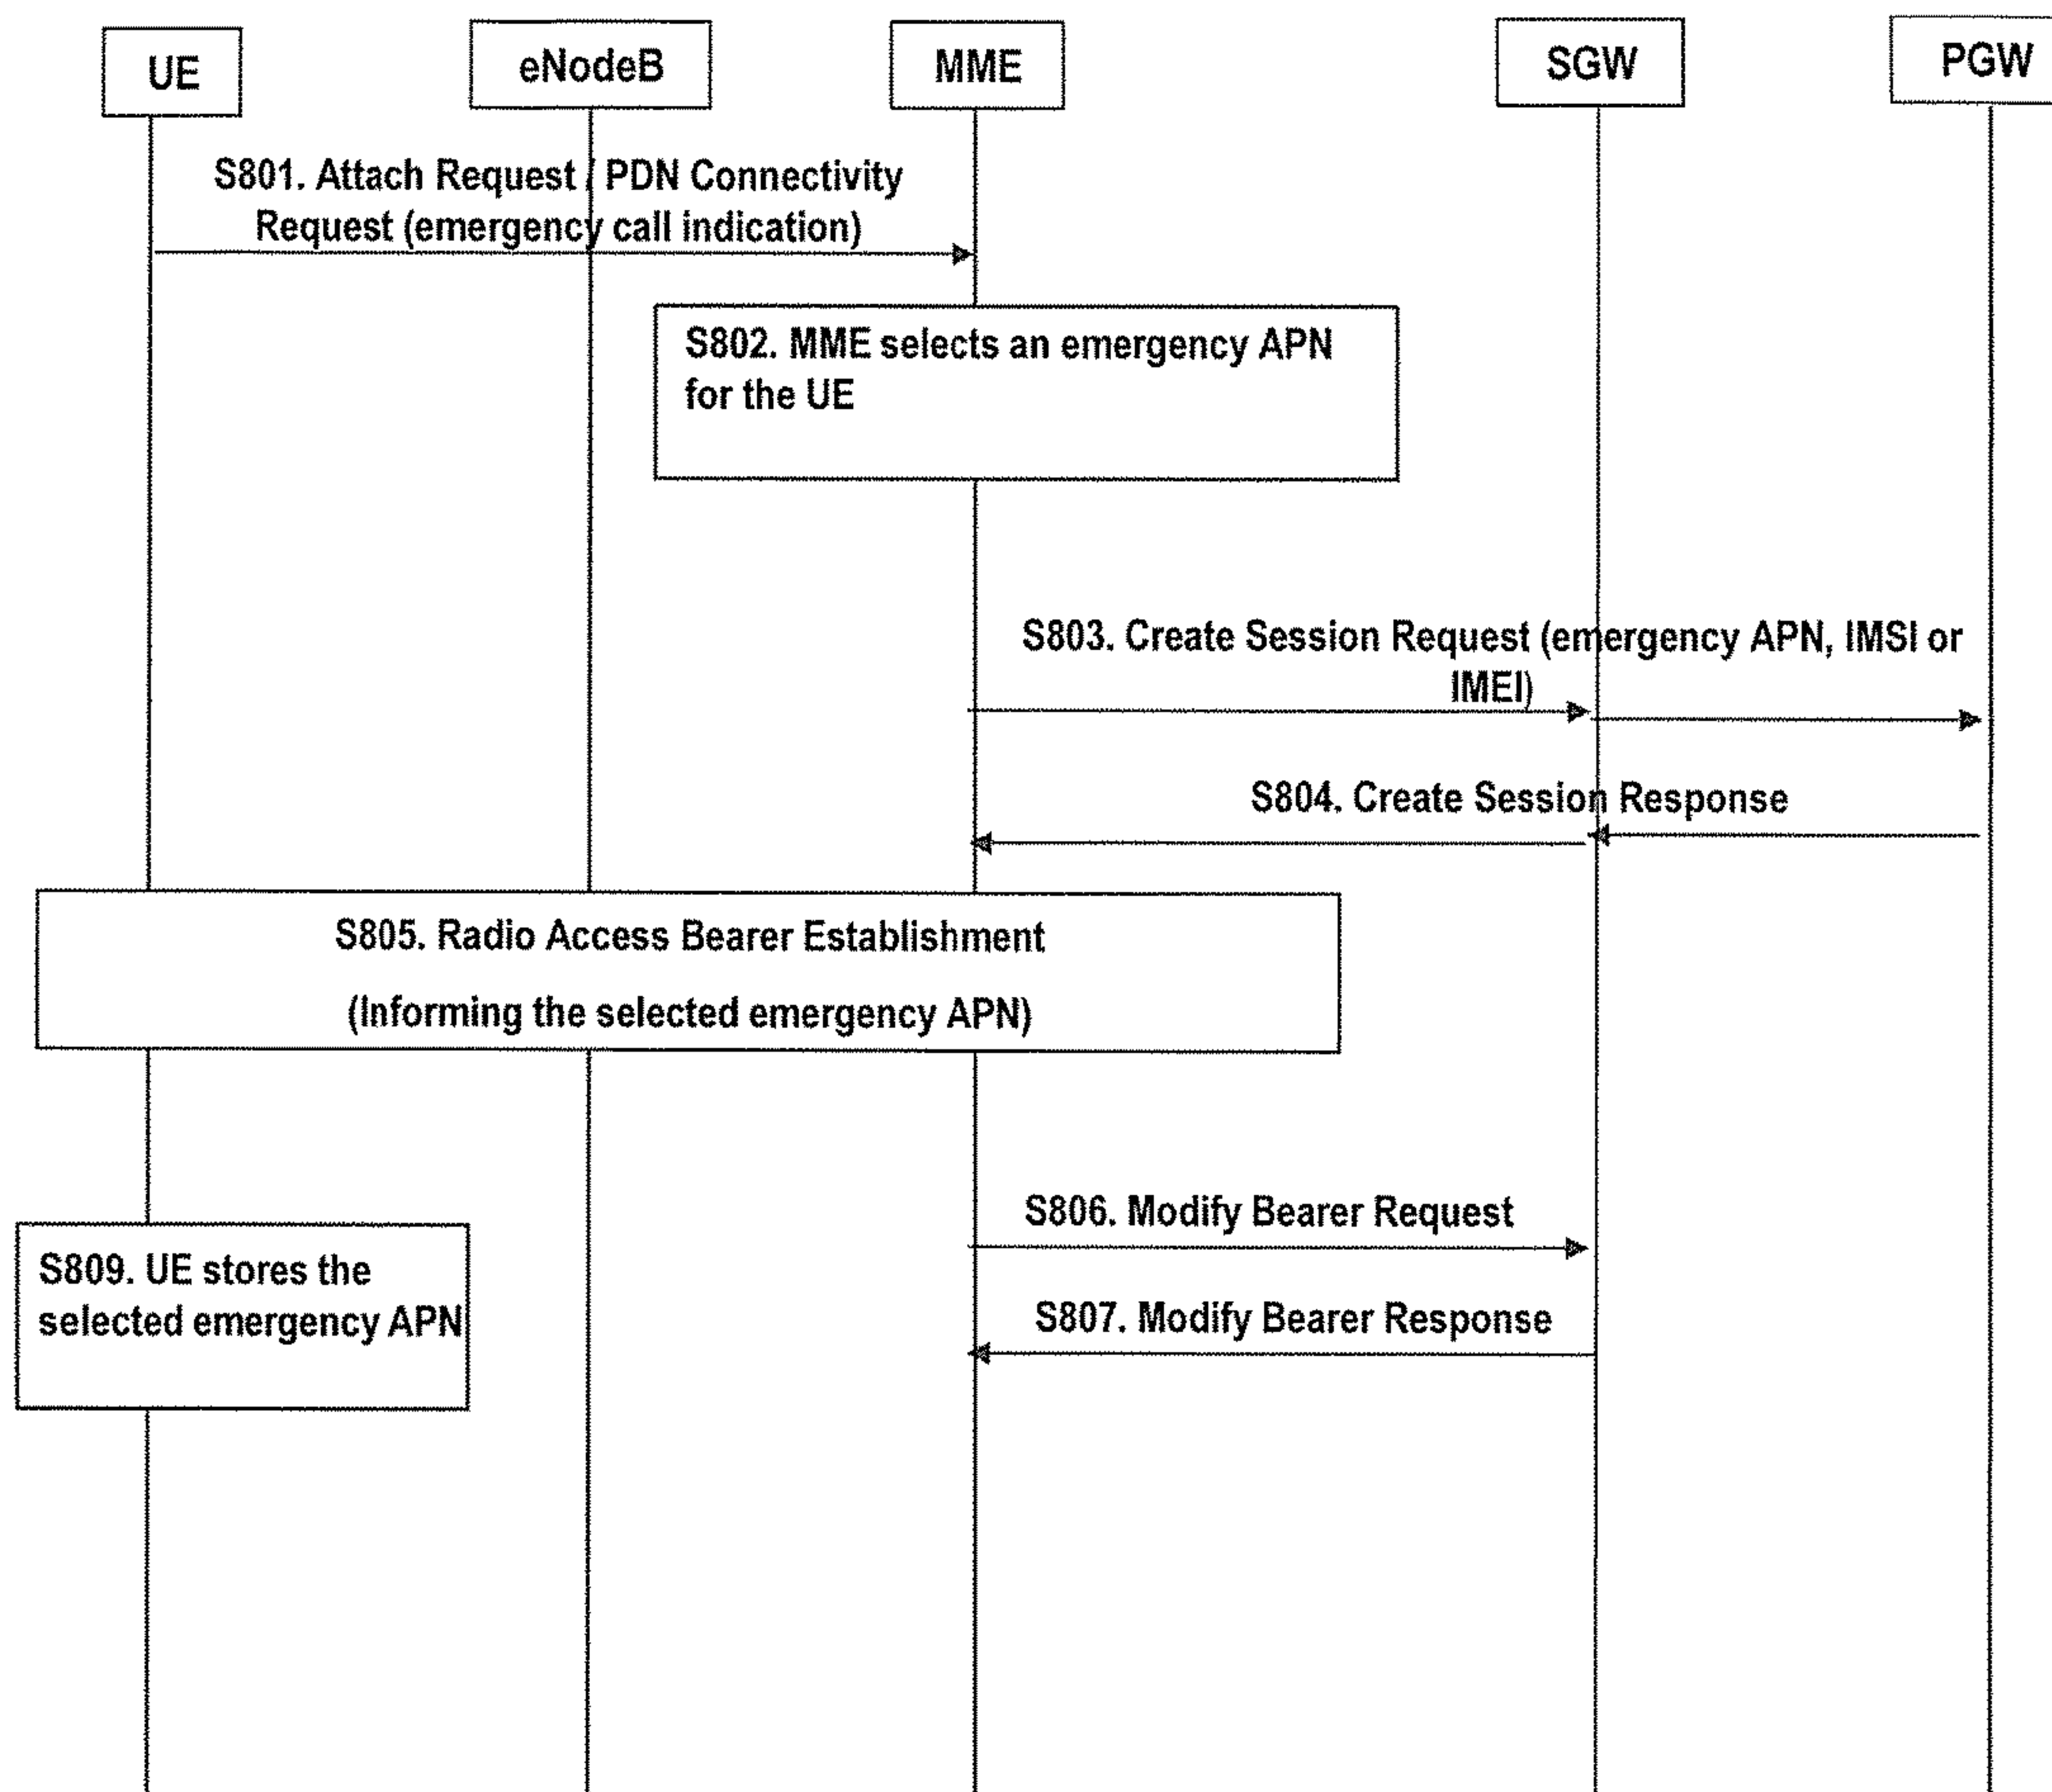 UE
eNodeB
MME
SGW
PGW
S801. Attach Request / PDN Connectivity
Request (emergency call indication)
S802. MME selects an emergency APN
for the UE
S803. Create Session Request (emergency APN, IMSI or
IMEI)
S804. Create Session Response
S805. Radio Access Bearer Establishment
(Informing the selected emergency APN)
S806. Modify Bearer Request
S809. UE stores the
selected emergency APN
S807. Modify Bearer Response